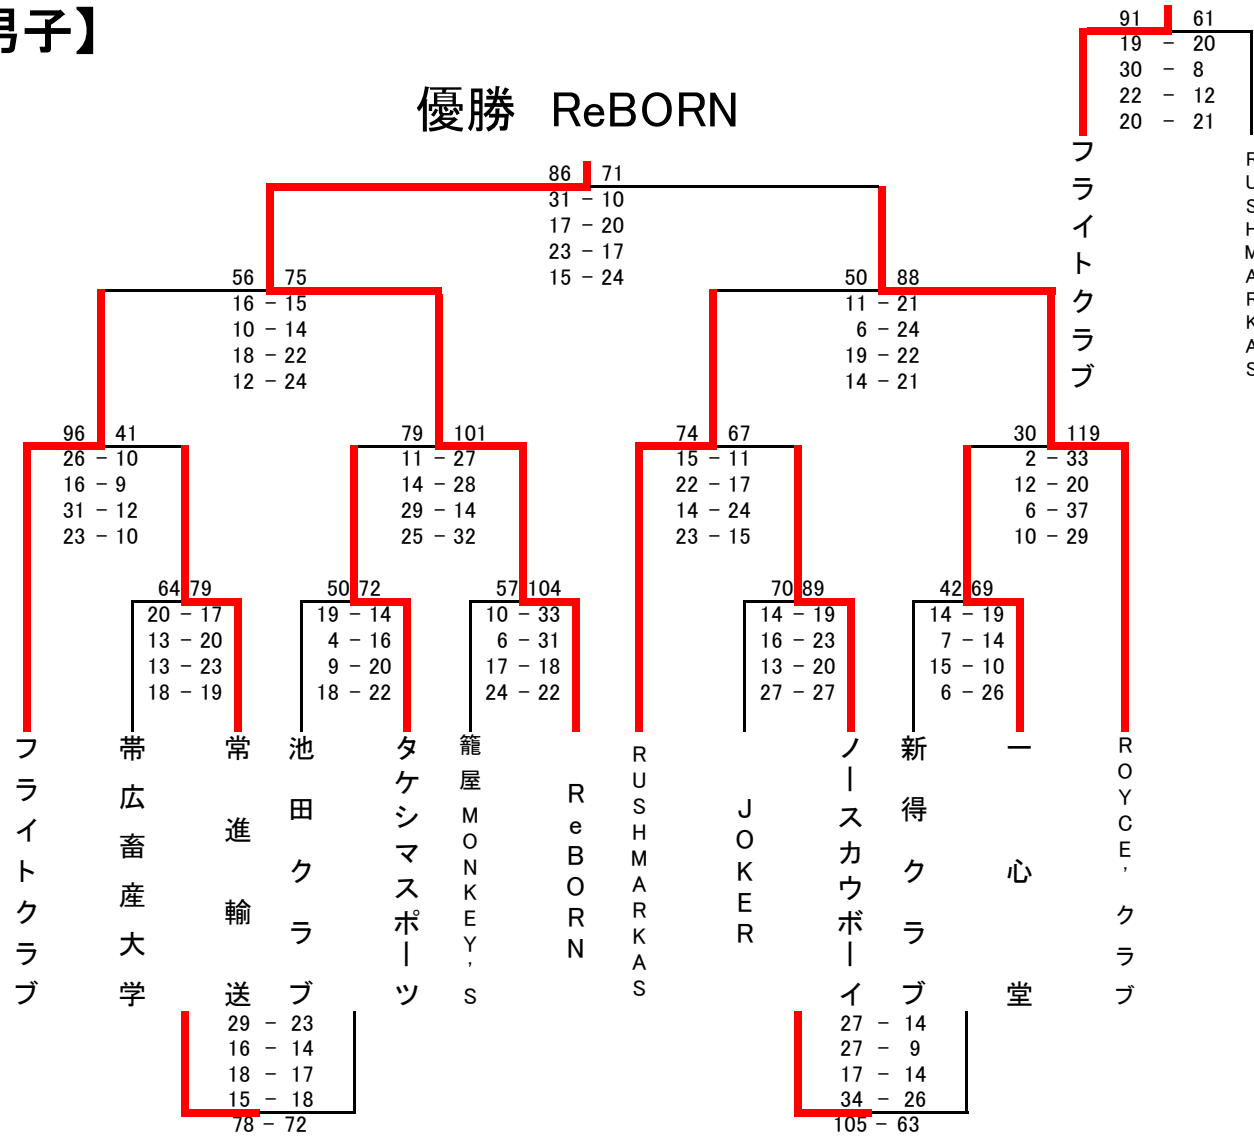 男子】
優勝　ReBORN
91 61
19 － 20
30 － 8
22 － 12
20 － 21
フライトクラブ
RUSHMARKAS
86 71
31 － 10
17 － 20
23 － 17
15 － 24
56 75
16 － 15
10 － 14
18 － 22
12 － 24
50 88
11 － 21
6 － 24
19 － 22
14 － 21
96 41
26 － 10
16 － 9
31 － 12
23 － 10
79 101
11 － 27
14 － 28
29 － 14
25 － 32
74 67
15 － 11
22 － 17
14 － 24
23 － 15
30 119
2 － 33
12 － 20
6 － 37
10 － 29
64 79
20 － 17
13 － 20
13 － 23
18 － 19
50 72
19 － 14
4 － 16
9 － 20
18 － 22
57 104
10 － 33
6 － 31
17 － 18
24 － 22
70 89
14 － 19
16 － 23
13 － 20
27 － 27
42 69
14 － 19
7 － 14
15 － 10
6 － 26
フライトクラブ
帯広畜産大学
常進輸送
池田クラブ
タケシマスポーツ
籠屋MONKEY'S
ReBORN
RUSHMARKAS
JOKER
ノースカウボーイ
新得クラブ
一心堂
ROYCE'クラブ
29 － 23
16 － 14
18 － 17
15 － 18
78 － 72
27 － 14
27 － 9
17 － 14
34 － 26
105 － 63